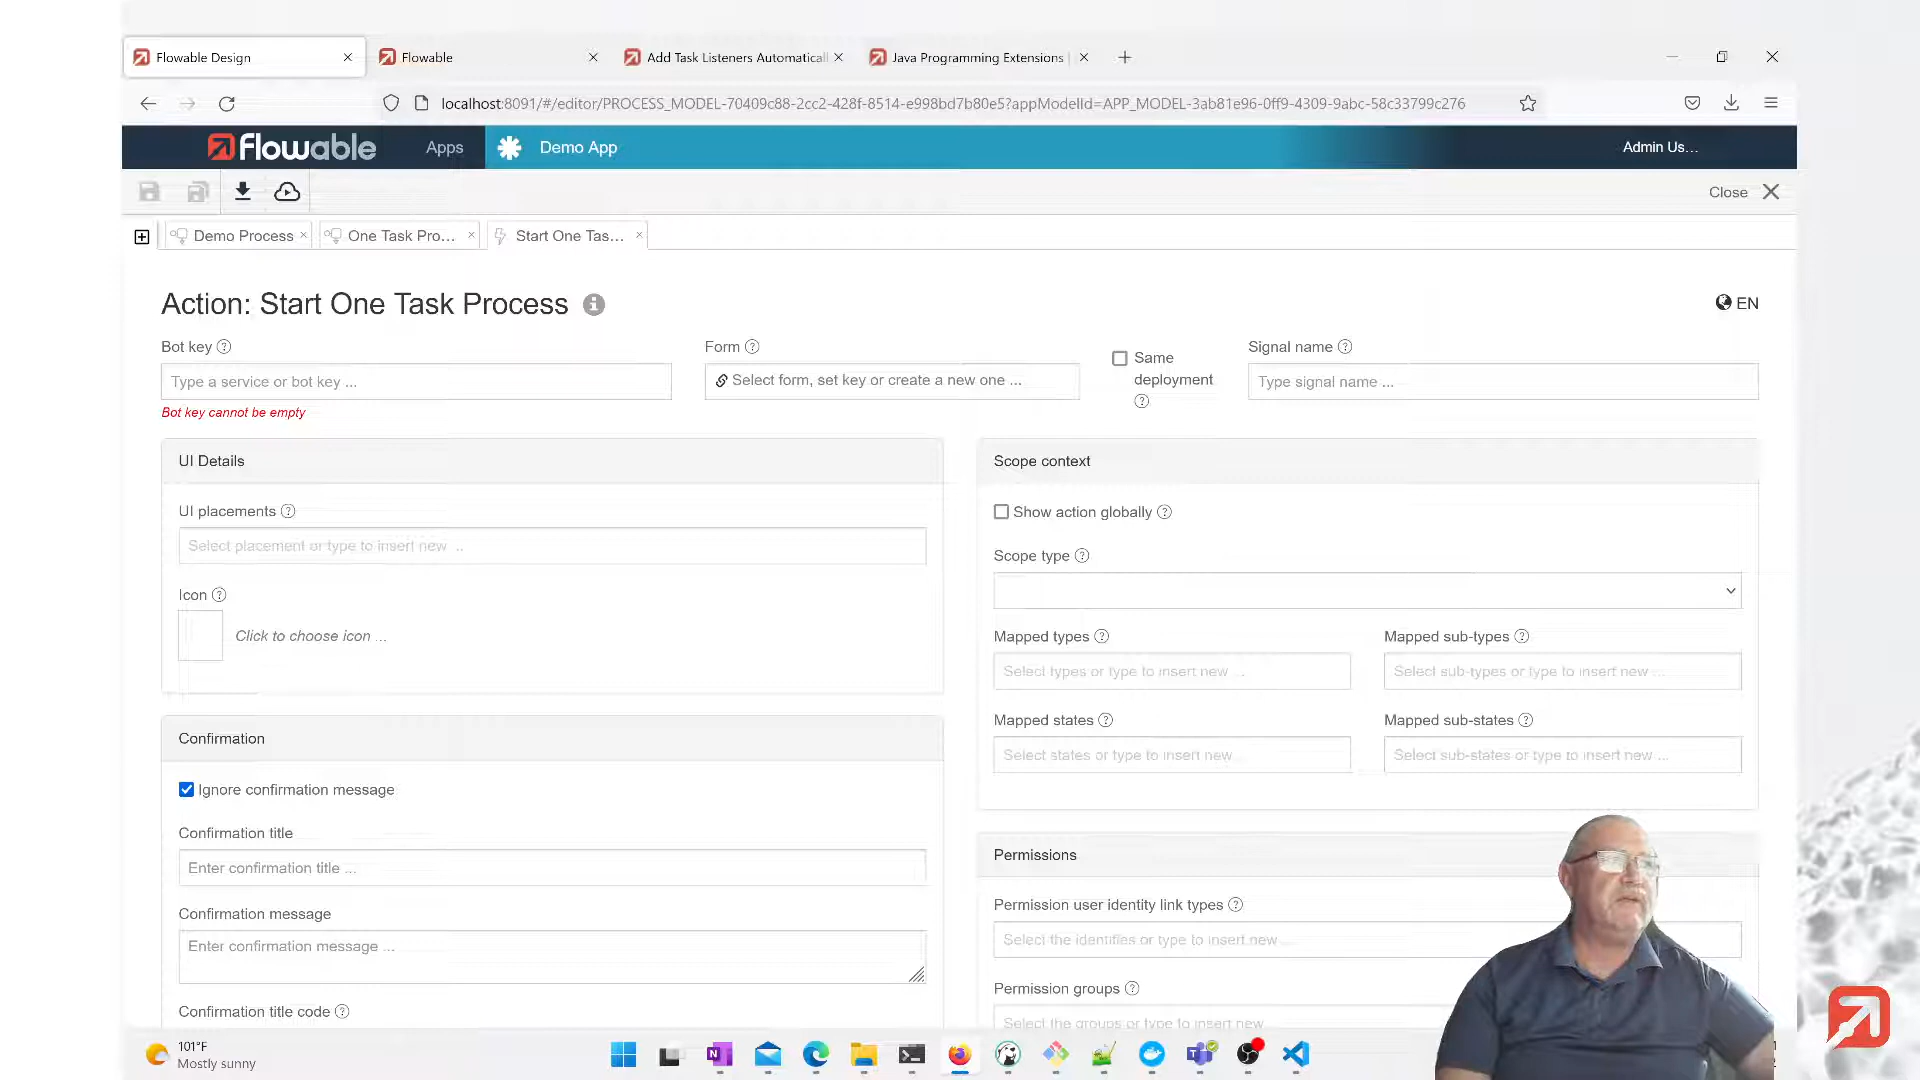 Flowable Design
Flowable
Add Task Listeners Automaticall
Java Programming Extensions |
localhost:8091/#/editor/PROCESS_MODEL-70409c88-2cc2-428f-8514-e998bd7b80e5?appModelId=APP_MODEL-3ab81e96-0ff9-4309-9abc-58c33799c276
flowable
Apps
Demo App
Admin Us...
Close
Demo Process
One Task Pro...
Start One Tas...
Action: Start One Task Process
EN
Bot key
Type a service or bot key ...
Bot key cannot be empty
Form
Select form, set key or create a new one ...
Same
deployment
Signal name
Type signal name ...
UI Details
UI placements
Select placement or type to insert new ...
Icon
Click to choose icon ...
Confirmation
Ignore confirmation message
Confirmation title
Enter confirmation title ...
Confirmation message
Enter confirmation message ...
Confirmation title code
Scope context
Show action globally
Scope type
Mapped types
Select types or type to insert new ...
Mapped sub-types
Select sub-types or type to insert new ...
Mapped states
Select states or type to insert new ...
Mapped sub-states
Select sub-states or type to insert new ...
Permissions
Permission user identity link types
Select the identities or type to insert new ...
Permission groups
Select the groups or type to insert new
101°F
Mostly sunny